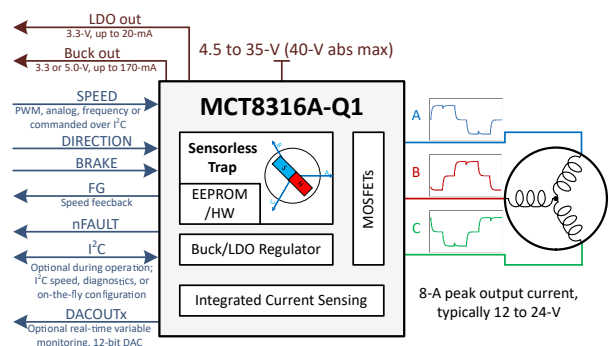 LDO out
3.3-V, up to 20-mA
Buck out
3.3 or 5.0-V, up to 170-mA
4.5 to 35-V (40-V abs max)
SPEED
PWM, analog, frequency or
commanded over I²C
DIRECTION
BRAKE
FG
Speed feecback
nFAULT
I²C
Optional during operation;
I²C speed, diagnostics, or
on-the-fly configuration
DACOUTx
Optional real-time variable
monitoring, 12-bit DAC
MCT8316A-Q1
Sensorless
Trap
EEPROM
/HW
B
A
C
S
N
MOSFETs
Buck/LDO Regulator
Integrated Current Sensing
A
B
C
8-A peak output current,
typically 12 to 24-V